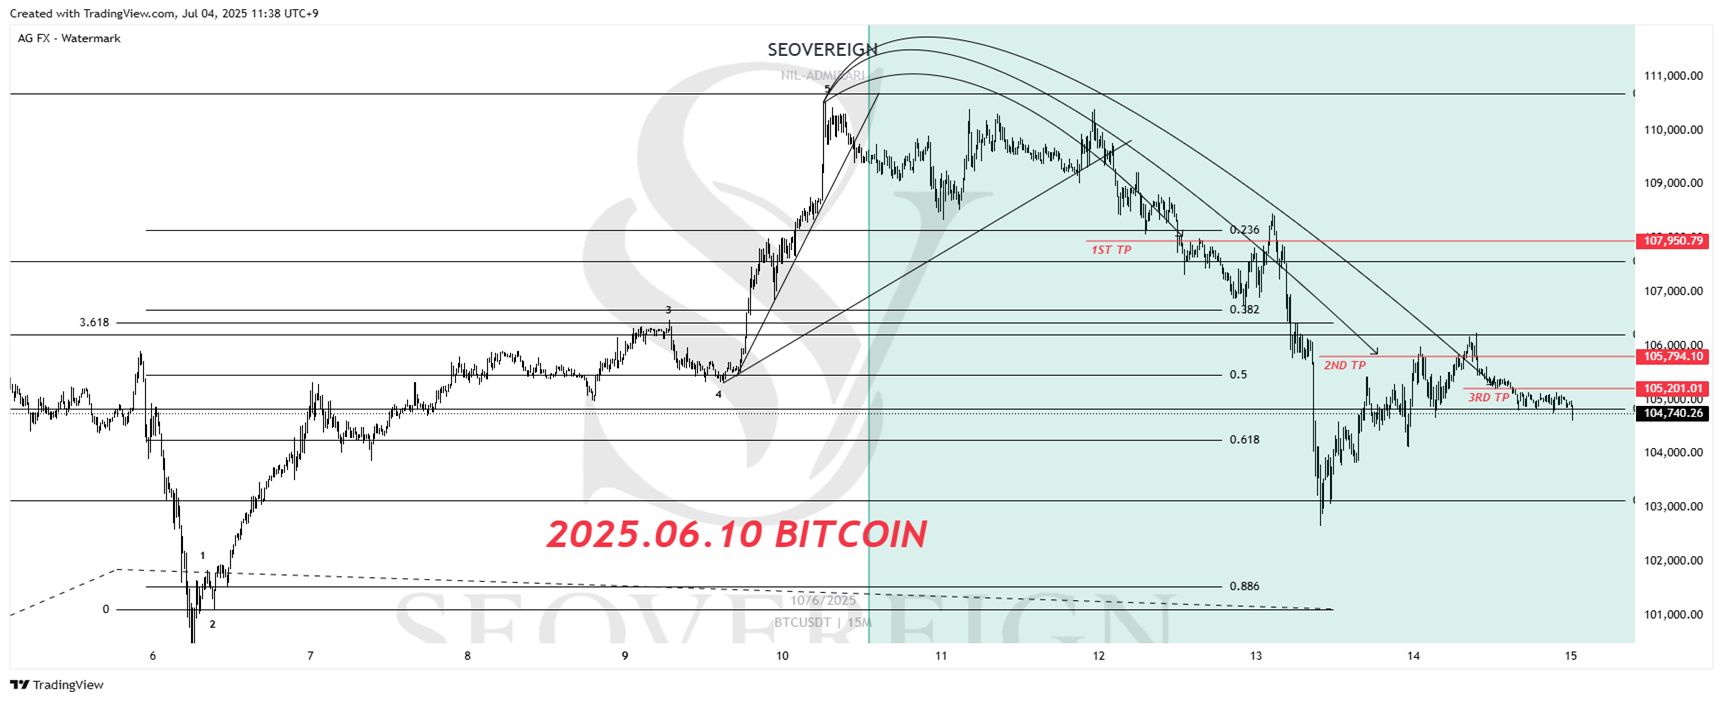 Created with TradingView.com, Jul 04, 2025 11:38 UTC+9
AG FX - Watermark
SEOVEREIGN
NIL-ADMIRARI
5
111,000.00
110,000.00
109,000.00
0.236
1ST TP
107,950.79
107,000.00
3
0.382
3.618
106,000.00
105,794.10
2ND TP
0.5
4
105,201.01
3RD TP
105,000.00
104,740.26
0.618
104,000.00
103,000.00
2025.06.10 BITCOIN
102,000.00
1
0.886
10/6/2025
0
101,000.00
2
SEOVEREIGN
BTCUSDT | 15M
6 7 8 9 10 11 12 13 14 15
TradingView